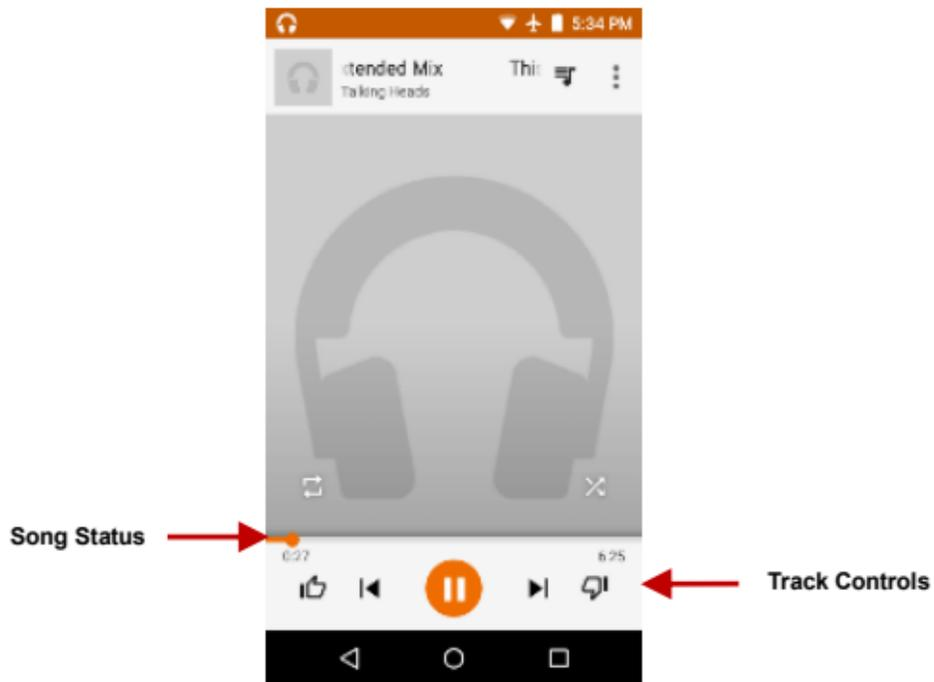 5:34 PM
xtended Mix Thi
Talking Heads
Song Status
0:27 6:25
Track Controls